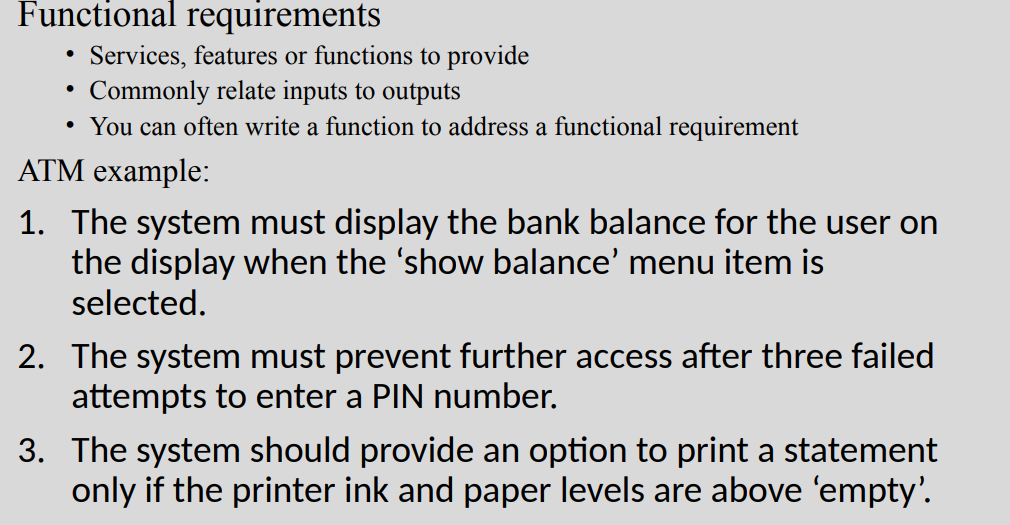 Functional requirements
• Services, features or functions to provide
• Commonly relate inputs to outputs
• You can often write a function to address a functional requirement
ATM example:
1. The system must display the bank balance for the user on
the display when the ‘show balance’ menu item is
selected.
2. The system must prevent further access after three failed
attempts to enter a PIN number.
3. The system should provide an option to print a statement
only if the printer ink and paper levels are above ‘empty’.